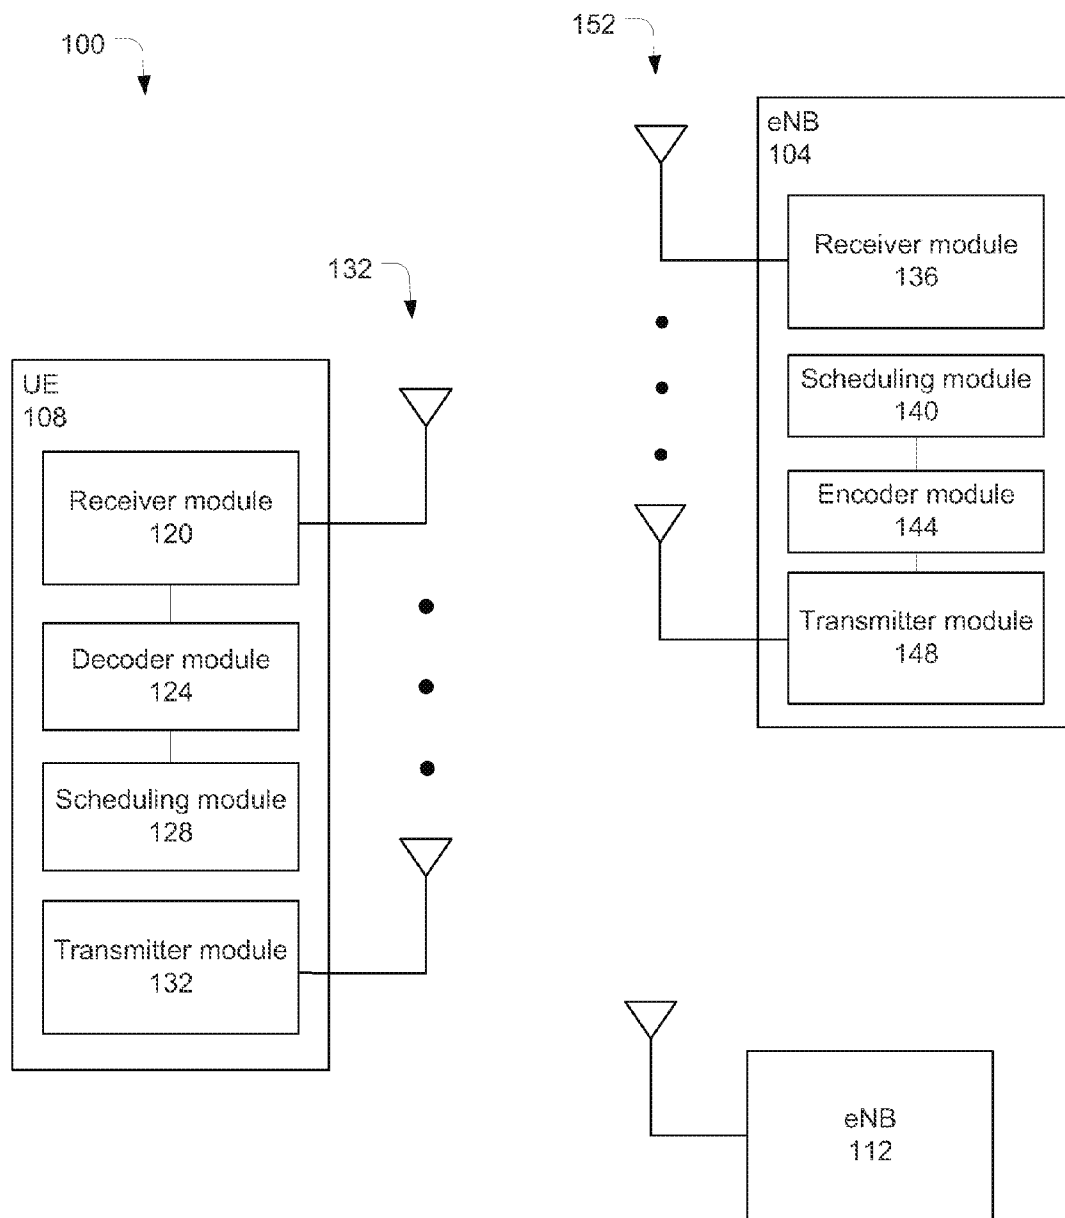 100
152
eNB
104
Receiver module
136
132
Scheduling module
140
UE
108
Encoder module
144
Receiver module
120
Transmitter module
148
Decoder module
124
Scheduling module
128
Transmitter module
132
eNB
112